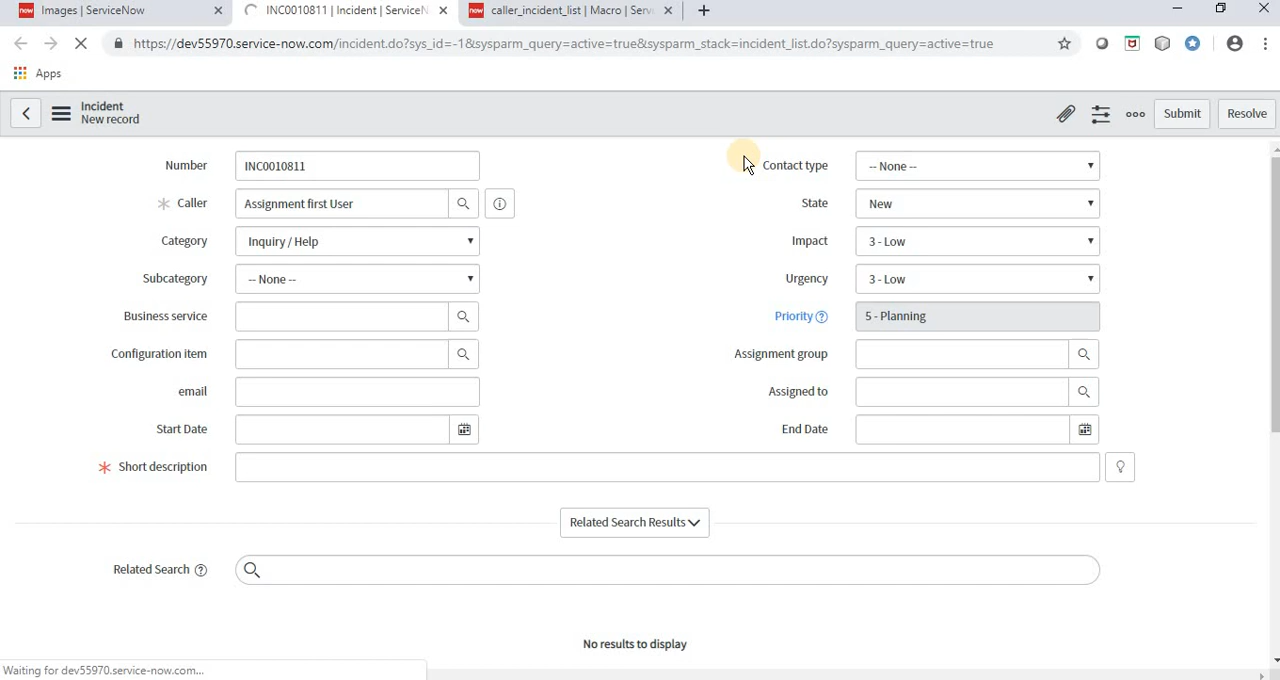 now Images | ServiceNow
INC0010811 | Incident | ServiceN
now caller_incident_list | Macro | Serv
https://dev55970.service-now.com/incident.do?sys_id=-1&sysparm_query=active=true&sysparm_stack=incident_list.do?sysparm_query=active=true
Apps
Incident
New record
Submit
Resolve
Number INC0010811
Contact type -- None --
Caller Assignment first User
State New
Category Inquiry / Help
Impact 3 - Low
Subcategory -- None --
Urgency 3 - Low
Business service
Priority 5 - Planning
Configuration item
Assignment group
email
Assigned to
Start Date
End Date
Short description
Related Search Results
Related Search
No results to display
Waiting for dev55970.service-now.com...